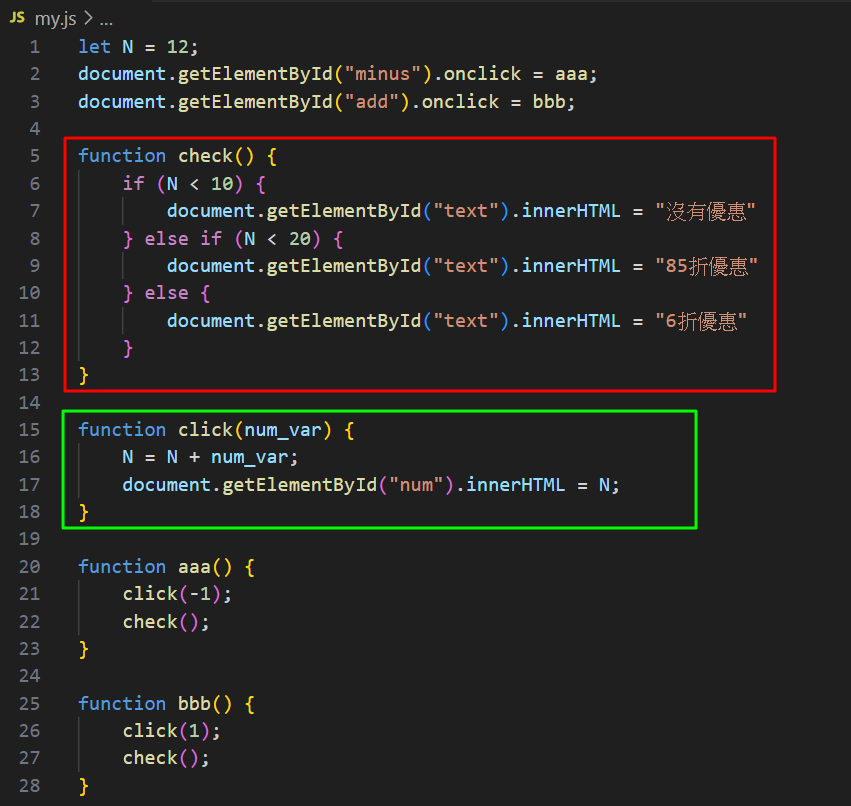 JS my.js > ...
1 let N = 12;
2 document.getElementById("minus").onclick = aaa;
3 document.getElementById("add").onclick = bbb;
4
5 function check() {
6     if (N < 10) {
7         document.getElementById("text").innerHTML = "沒有優惠"
8     } else if (N < 20) {
9         document.getElementById("text").innerHTML = "85折優惠"
10     } else {
11         document.getElementById("text").innerHTML = "6折優惠"
12     }
13 }
14
15 function click(num_var) {
16     N = N + num_var;
17     document.getElementById("num").innerHTML = N;
18 }
19
20 function aaa() {
21     click(-1);
22     check();
23 }
24
25 function bbb() {
26     click(1);
27     check();
28 }